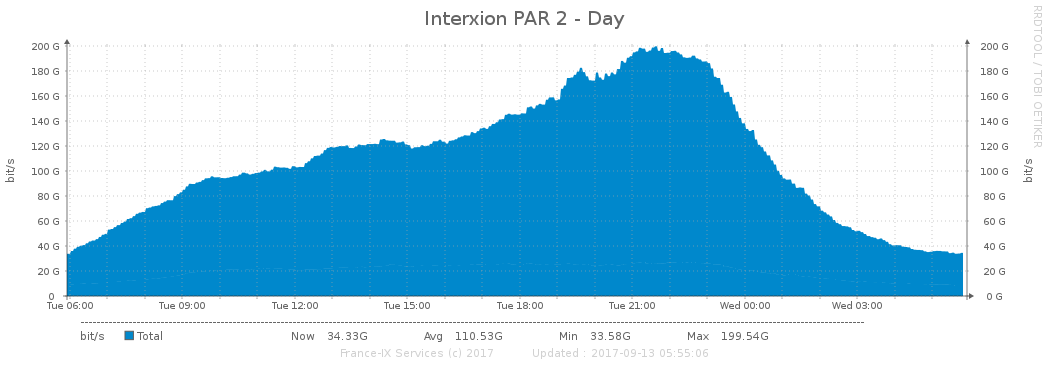 Interxion PAR 2 - Day
RRDTOOL / TOBI OETIKER
200 G 200 G
180 G 180 G
160 G 160 G
140 G 140 G
120 G 120 G
100 G 100 G
80 G 80 G
60 G 60 G
40 G 40 G
20 G 20 G
0 0 G
bit/s bit/s
Tue 06:00 Tue 09:00 Tue 12:00 Tue 15:00 Tue 18:00 Tue 21:00 Wed 00:00 Wed 03:00
bit/s Total Now 34.33G Avg 110.53G Min 33.58G Max 199.54G
France-IX Services (c) 2017 Updated : 2017-09-13 05:55:06